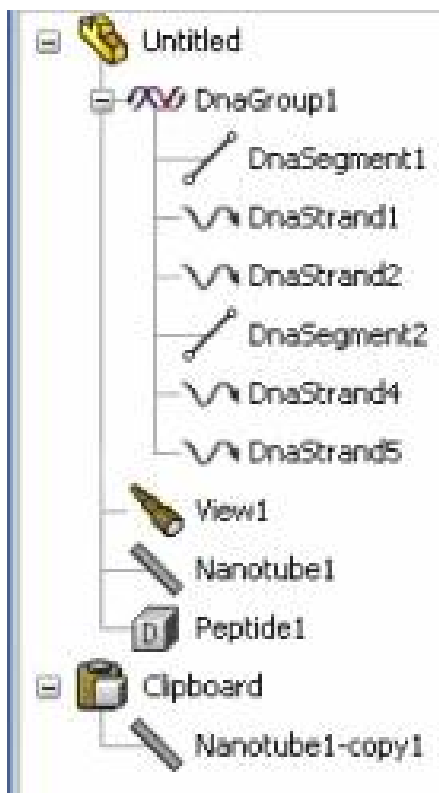 Untitled
DnaGroup1
DnaSegment1
DnaStrand1
DnaStrand2
DnaSegment2
DnaStrand4
DnaStrand5
View1
Nanotube1
D Peptide1
Clipboard
Nanotube1-copy1